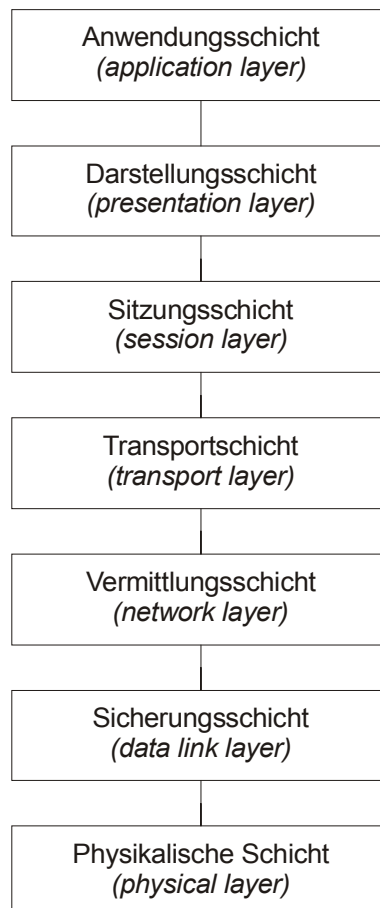 Anwendungsschicht
(application layer)
Darstellungsschicht
(presentation layer)
Sitzungsschicht
(session layer)
Transportschicht
(transport layer)
Vermittlungsschicht
(network layer)
Sicherungsschicht
(data link layer)
Physikalische Schicht
(physical layer)